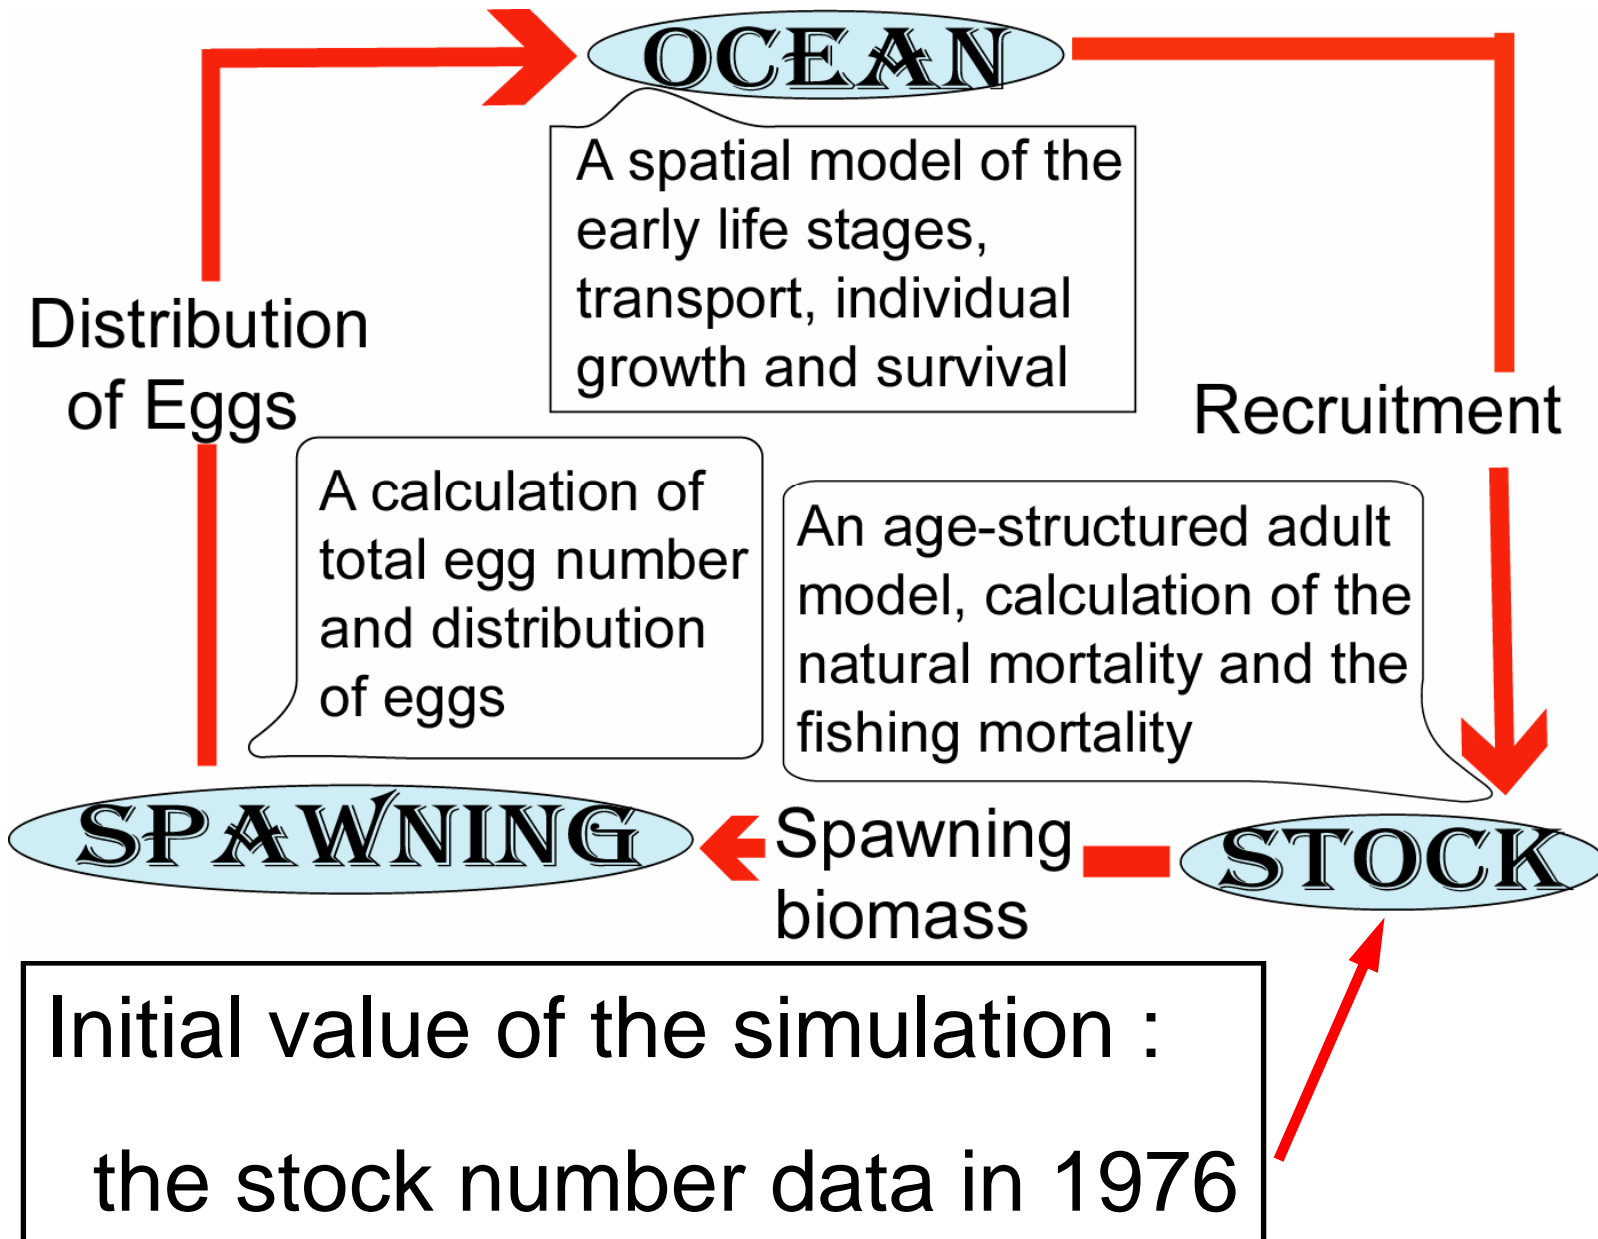 OCEAN
A spatial model of the
early life stages,
transport, individual
growth and survival
Distribution
of Eggs
Recruitment
A calculation of
total egg number
and distribution
of eggs
An age-structured adult
model, calculation of the
natural mortality and the
fishing mortality
SPAWNING
Spawning
biomass
STOCK
Initial value of the simulation :
the stock number data in 1976